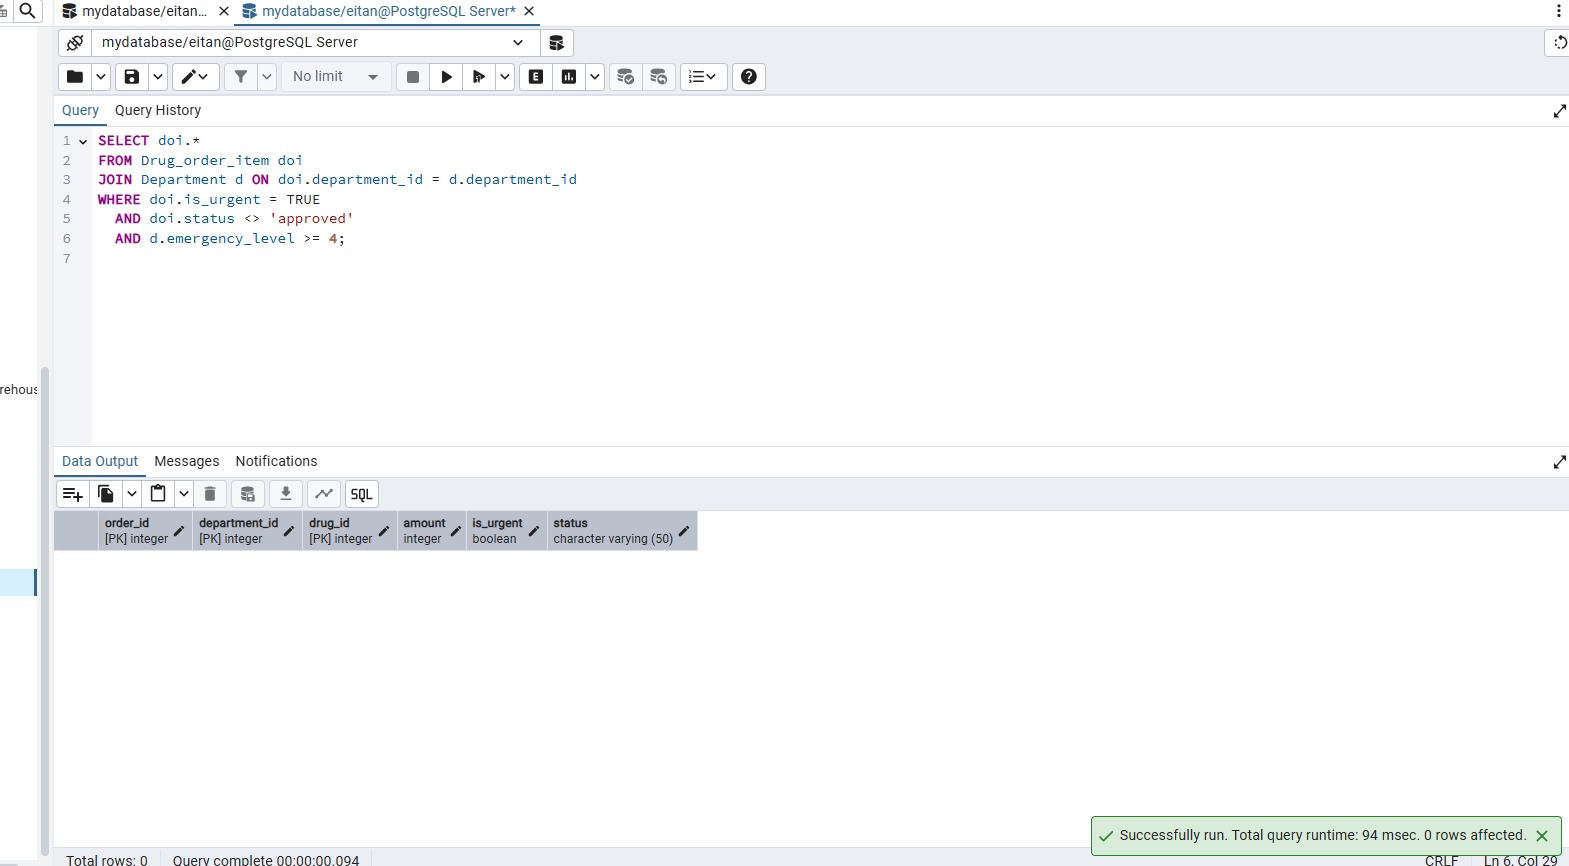 mydatabase/eitan...
mydatabase/eitan@PostgreSQL Server*
mydatabase/eitan@PostgreSQL Server
No limit
E
Query Query History
1 SELECT doi.*
2 FROM Drug_order_item doi
3 JOIN Department d ON doi.department_id = d.department_id
4 WHERE doi.is_urgent = TRUE
5 AND doi.status <> 'approved'
6 AND d.emergency_level >= 4;
7
rehous
Data Output Messages Notifications
SQL
order_id department_id drug_id amount is_urgent status
[PK] integer [PK] integer [PK] integer integer boolean character varying (50)
Successfully run. Total query runtime: 94 msec. 0 rows affected.
Total rows: 0 Query complete 00:00:00.094 CRLF Ln 6, Col 29